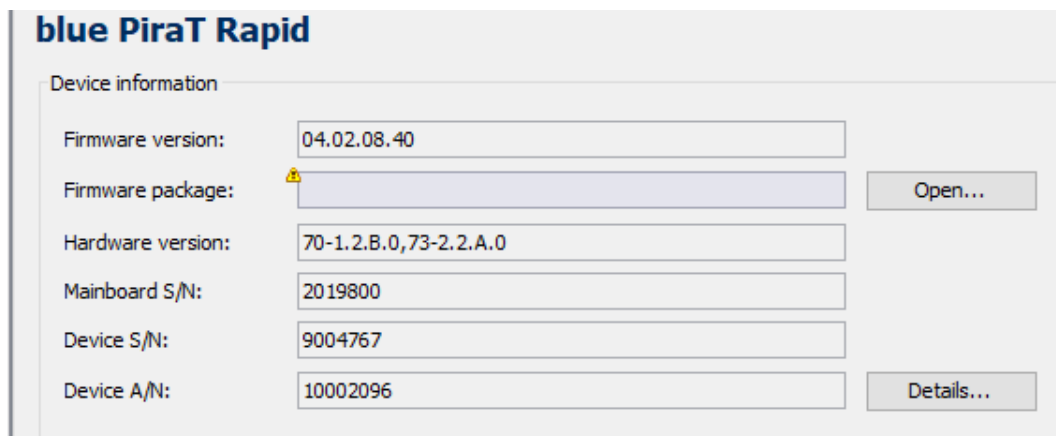 blue PiraT Rapid
Device information
Firmware version: 04.02.08.40
Firmware package: Open...
Hardware version: 70-1.2.B.0,73-2.2.A.0
Mainboard S/N: 2019800
Device S/N: 9004767
Device A/N: 10002096 Details...